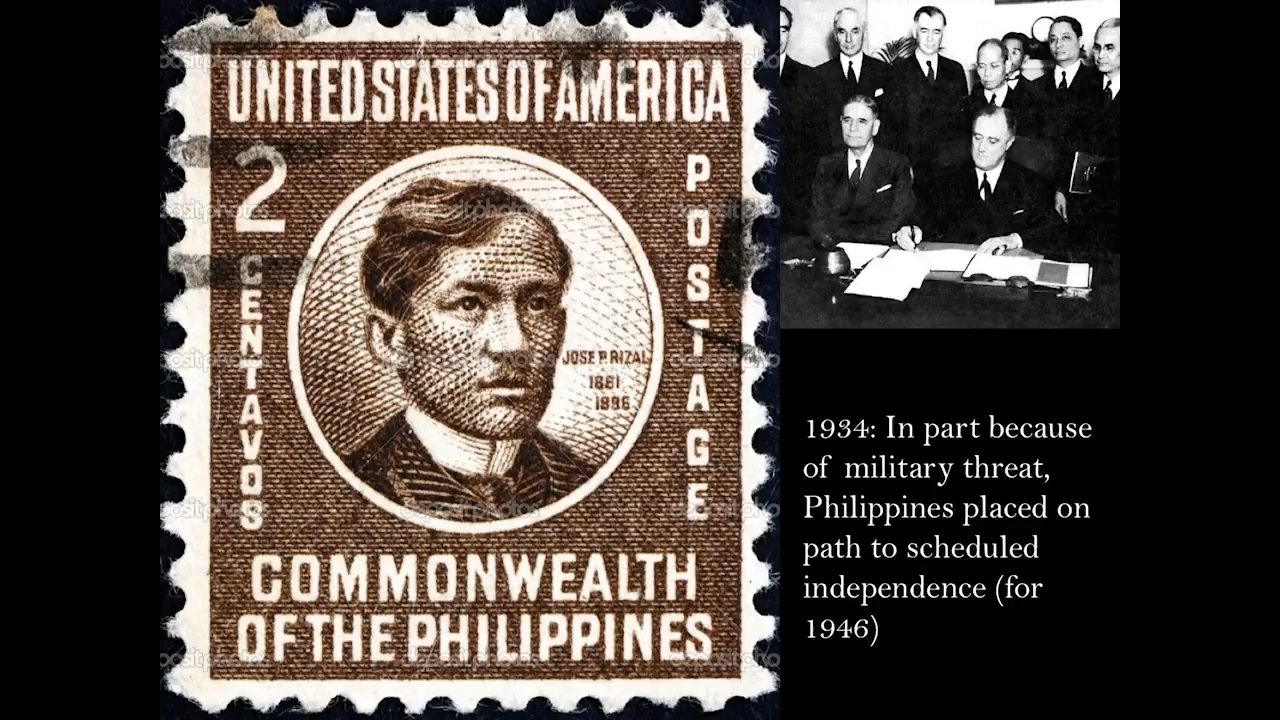 UNITED STATES OF AMERICA
2
CENTAVOS
POSTAGE
JOSE P. RIZAL
1861
1896
COMMONWEALTH
OF THE PHILIPPINES
depositphotos
1934: In part because
of military threat,
Philippines placed on
path to scheduled
independence (for
1946)